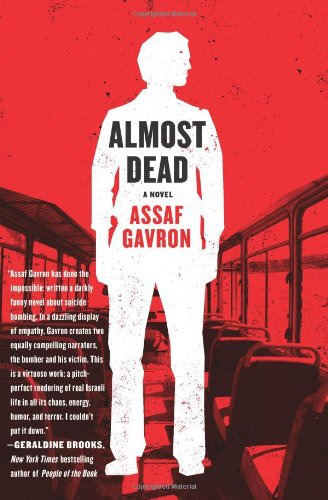 ALMOST
DEAD
A NOVEL
ASSAF
GAVRON
"Assaf Gavron has done the
impossible: written a darkly
funny novel about suicide
bombing. In a dazzling display
of empathy, Gavron creates two
equally compelling narrators,
the bomber and his victim. This
is a virtuoso work; a pitch-
perfect rendering of real Israeli
life in all its chaos, energy,
humor, and terror. I couldn't
put it down."
—GERALDINE BROOKS,
New York Times bestselling
author of People of the Book